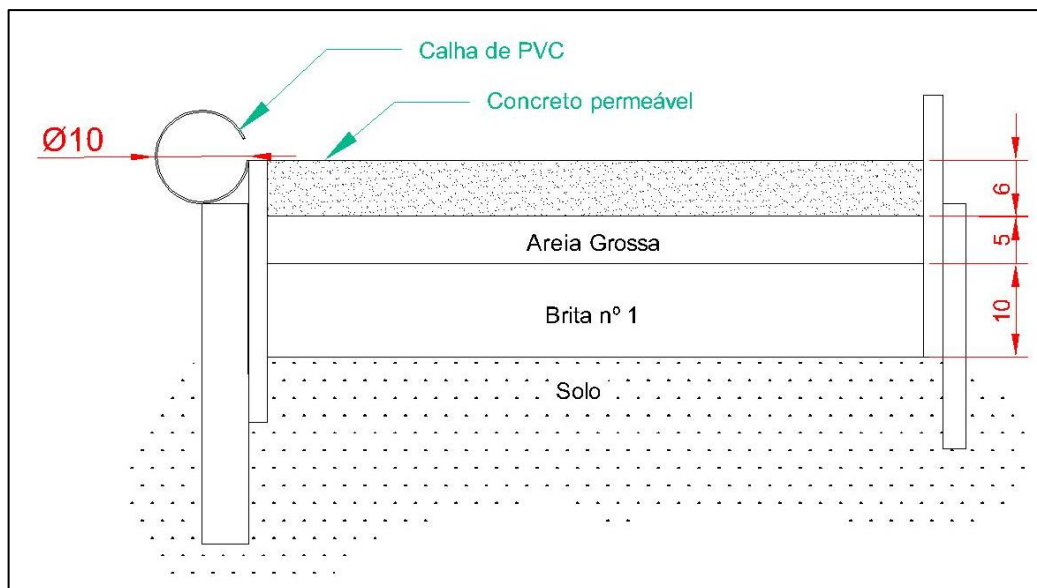 Calha de PVC
Concreto permeável
Ø10
6
Areia Grossa
5
Brita nº 1
10
Solo